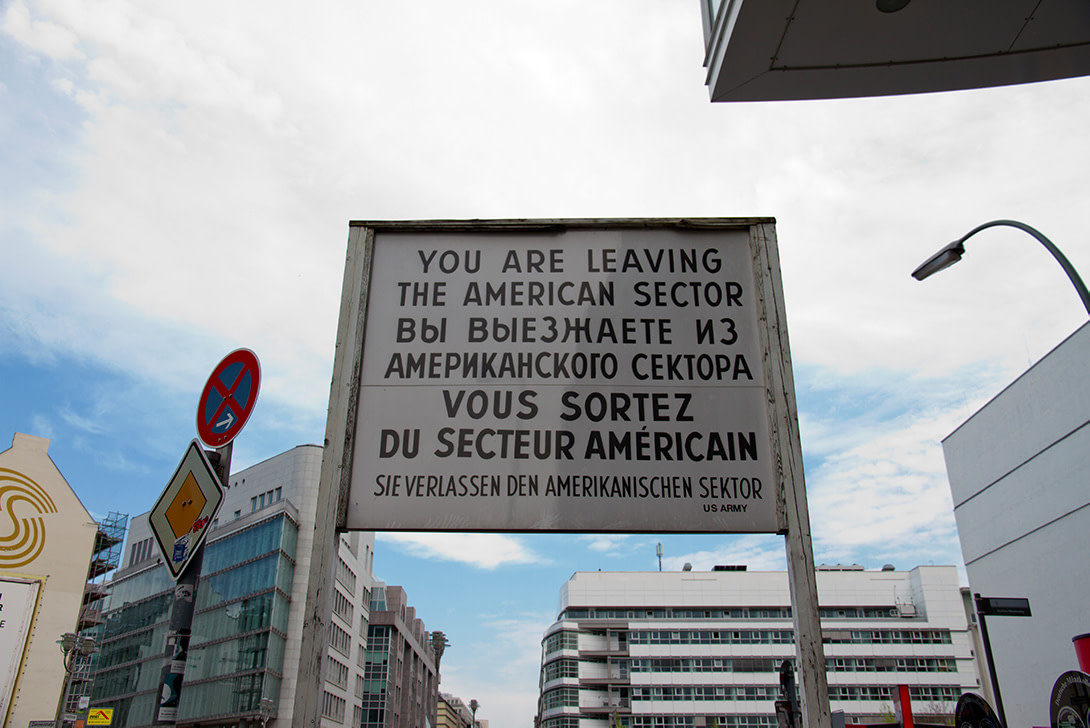 YOU ARE LEAVING
THE AMERICAN SECTOR
ВЫ ВЫЕЗЖАЕТЕ ИЗ
АМЕРИКАНСКОГО СЕКТОРА
VOUS SORTEZ
DU SECTEUR AMÉRICAIN
SIE VERLASSEN DEN AMERIKANISCHEN SEKTOR
US ARMY